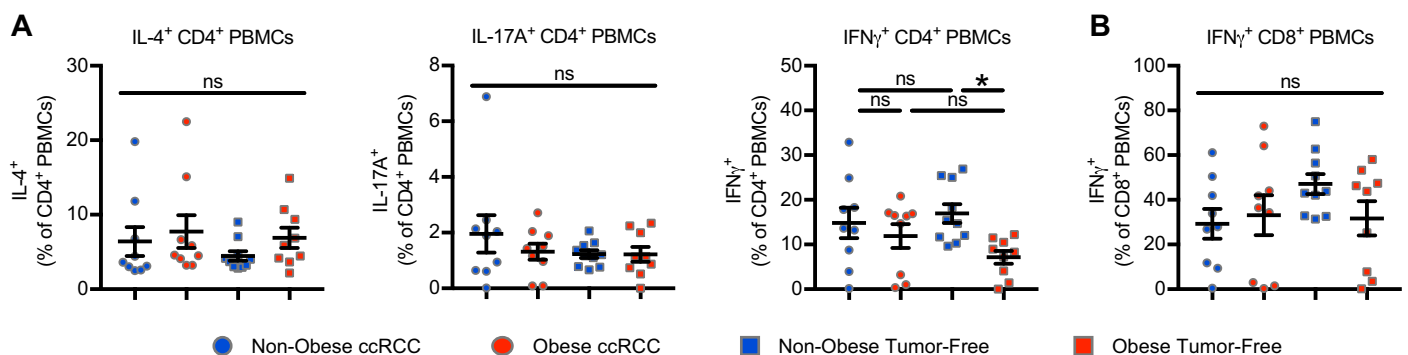 A
IL-4⁺ CD4⁺ PBMCs
IL-4⁺
(% of CD4⁺ PBMCs)
30
20
10
0
ns
IL-17A⁺ CD4⁺ PBMCs
IL-17A⁺
(% of CD4⁺ PBMCs)
8
6
4
2
0
ns
IFNγ⁺ CD4⁺ PBMCs
IFNγ⁺
(% of CD4⁺ PBMCs)
50
40
30
20
10
0
ns
*
ns
ns
B
IFNγ⁺ CD8⁺ PBMCs
IFNγ⁺
(% of CD8⁺ PBMCs)
100
80
60
40
20
0
ns
Non-Obese ccRCC
Obese ccRCC
Non-Obese Tumor-Free
Obese Tumor-Free